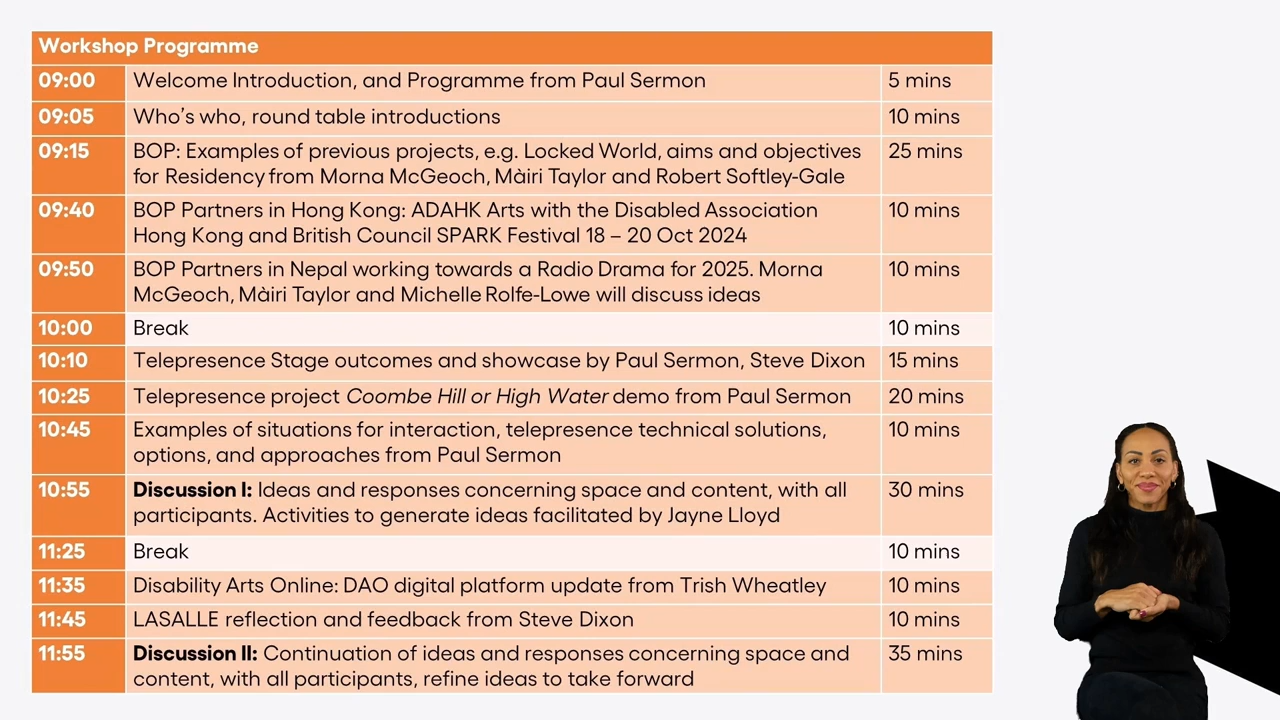 Workshop Programme
09:00 Welcome Introduction, and Programme from Paul Sermon 5 mins
09:05 Who's who, round table introductions 10 mins
09:15 BOP: Examples of previous projects, e.g. Locked World, aims and objectives 25 mins
for Residency from Morna McGeoch, Màiri Taylor and Robert Softley-Gale
09:40 BOP Partners in Hong Kong: ADAHK Arts with the Disabled Association 10 mins
Hong Kong and British Council SPARK Festival 18 – 20 Oct 2024
09:50 BOP Partners in Nepal working towards a Radio Drama for 2025. Morna 10 mins
McGeoch, Màiri Taylor and Michelle Rolfe-Lowe will discuss ideas
10:00 Break 10 mins
10:10 Telepresence Stage outcomes and showcase by Paul Sermon, Steve Dixon 15 mins
10:25 Telepresence project Coombe Hill or High Water demo from Paul Sermon 20 mins
10:45 Examples of situations for interaction, telepresence technical solutions, 10 mins
options, and approaches from Paul Sermon
10:55 Discussion I: Ideas and responses concerning space and content, with all 30 mins
participants. Activities to generate ideas facilitated by Jayne Lloyd
11:25 Break 10 mins
11:35 Disability Arts Online: DAO digital platform update from Trish Wheatley 10 mins
11:45 LASALLE reflection and feedback from Steve Dixon 10 mins
11:55 Discussion II: Continuation of ideas and responses concerning space and 35 mins
content, with all participants, refine ideas to take forward